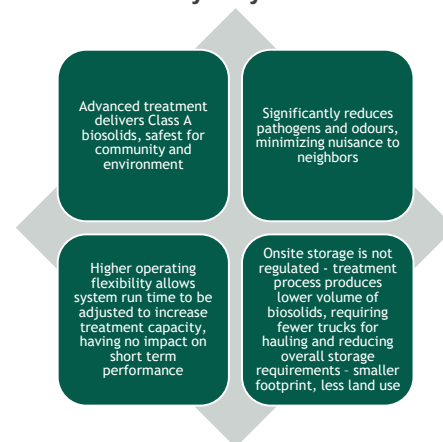 Advanced treatment
delivers Class A
biosolids, safest for
community and
environment
Significantly reduces
pathogens and odours,
minimizing nuisance to
neighbors
Higher operating
flexibility allows
system run time to be
adjusted to increase
treatment capacity,
having no impact on
short term
performance
Onsite storage is not
regulated - treatment
process produces
lower volume of
biosolids, requiring
fewer trucks for
hauling and reducing
overall storage
requirements – smaller
footprint, less land use